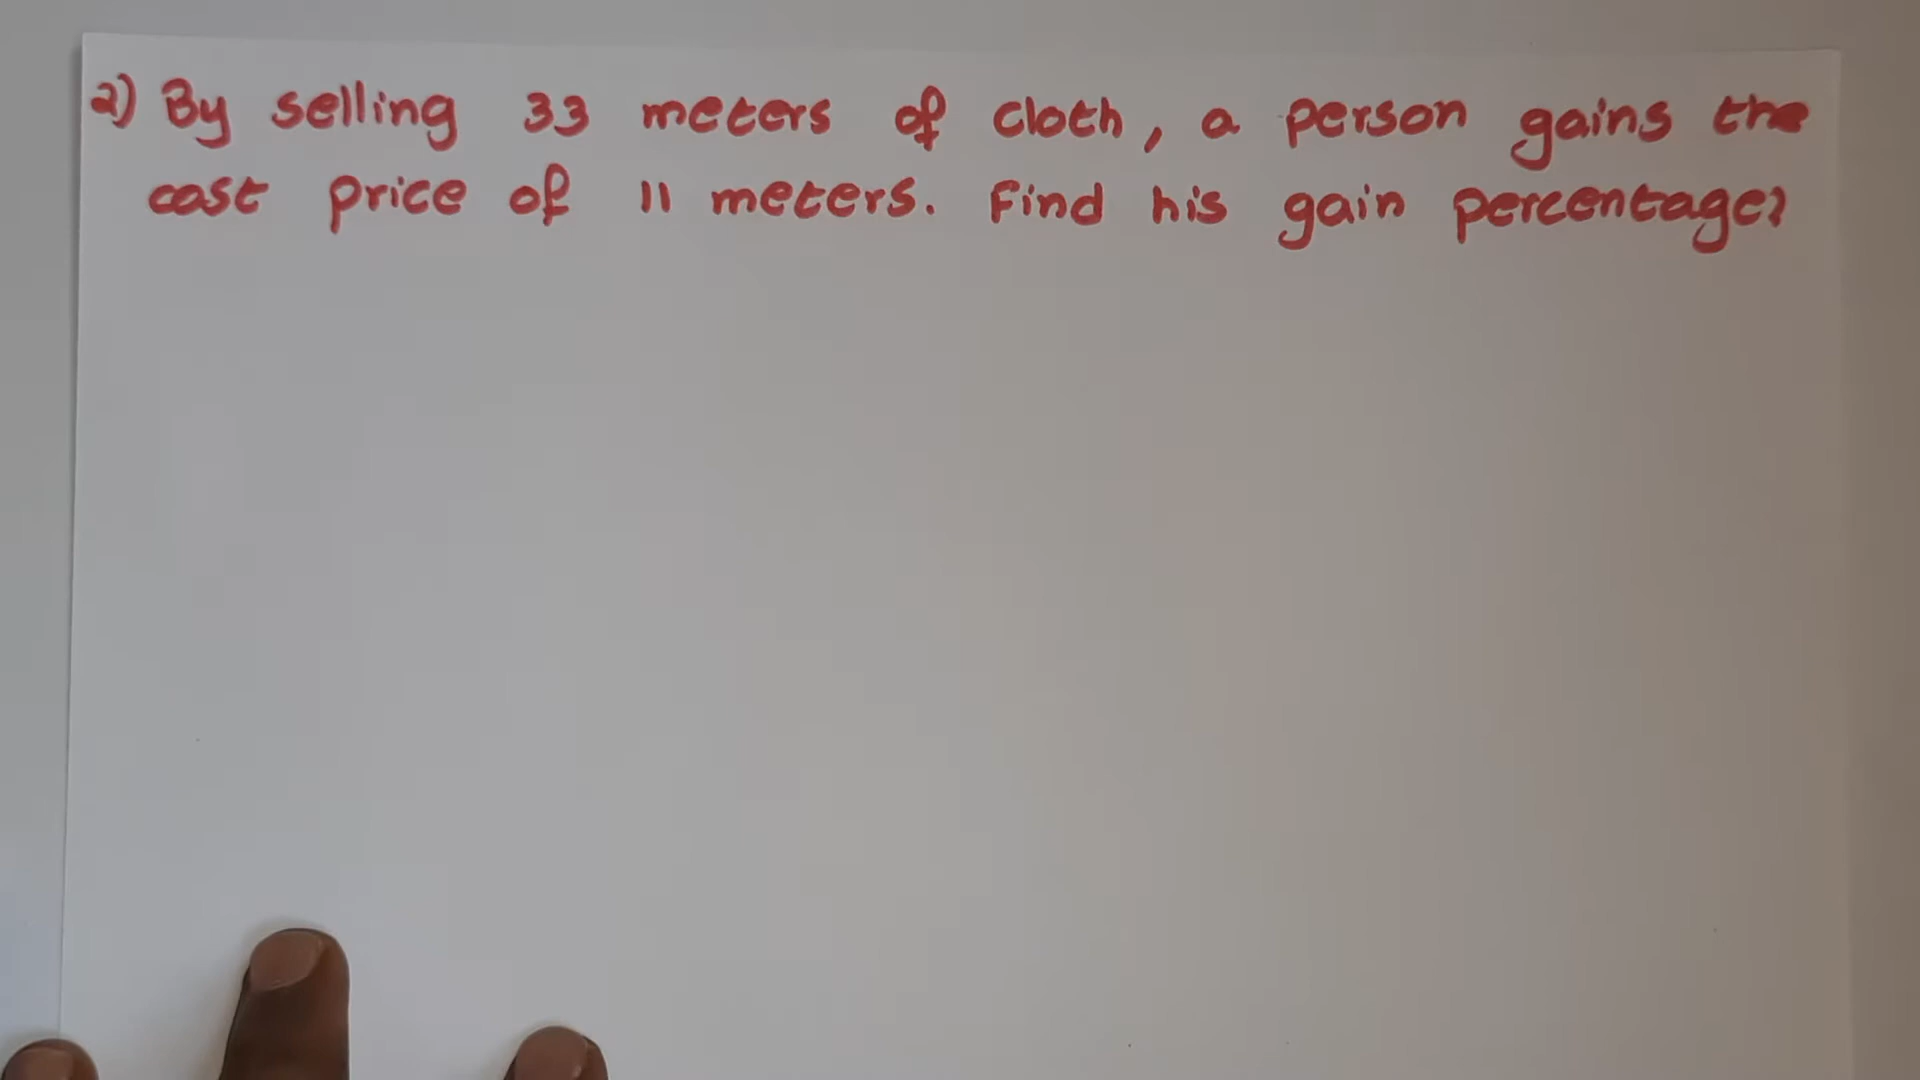 2) By selling 33 meters of cloth, a person gains the
cost price of 11 meters. Find his gain percentage?